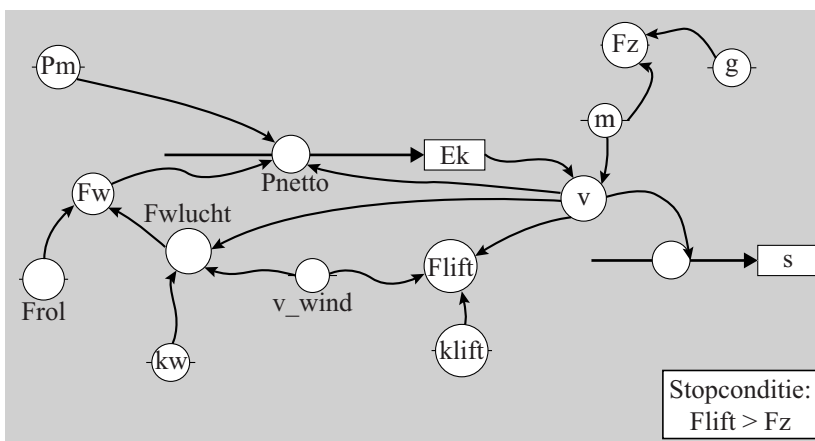 Pm
Fz
g
m
Ek
Pnetto
Fw
v
Fwlucht
Flift
s
Frol
v_wind
kw
klift
Stopconditie:
Flift > Fz